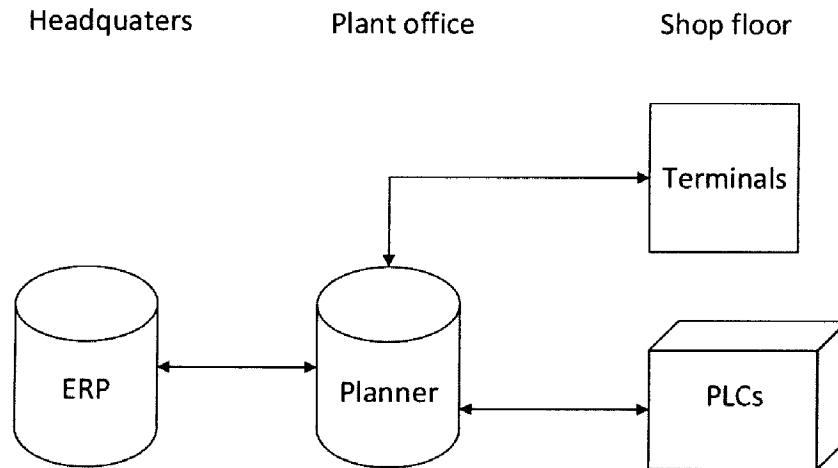 Headquaters
Plant office
Shop floor
Terminals
ERP
Planner
PLCs